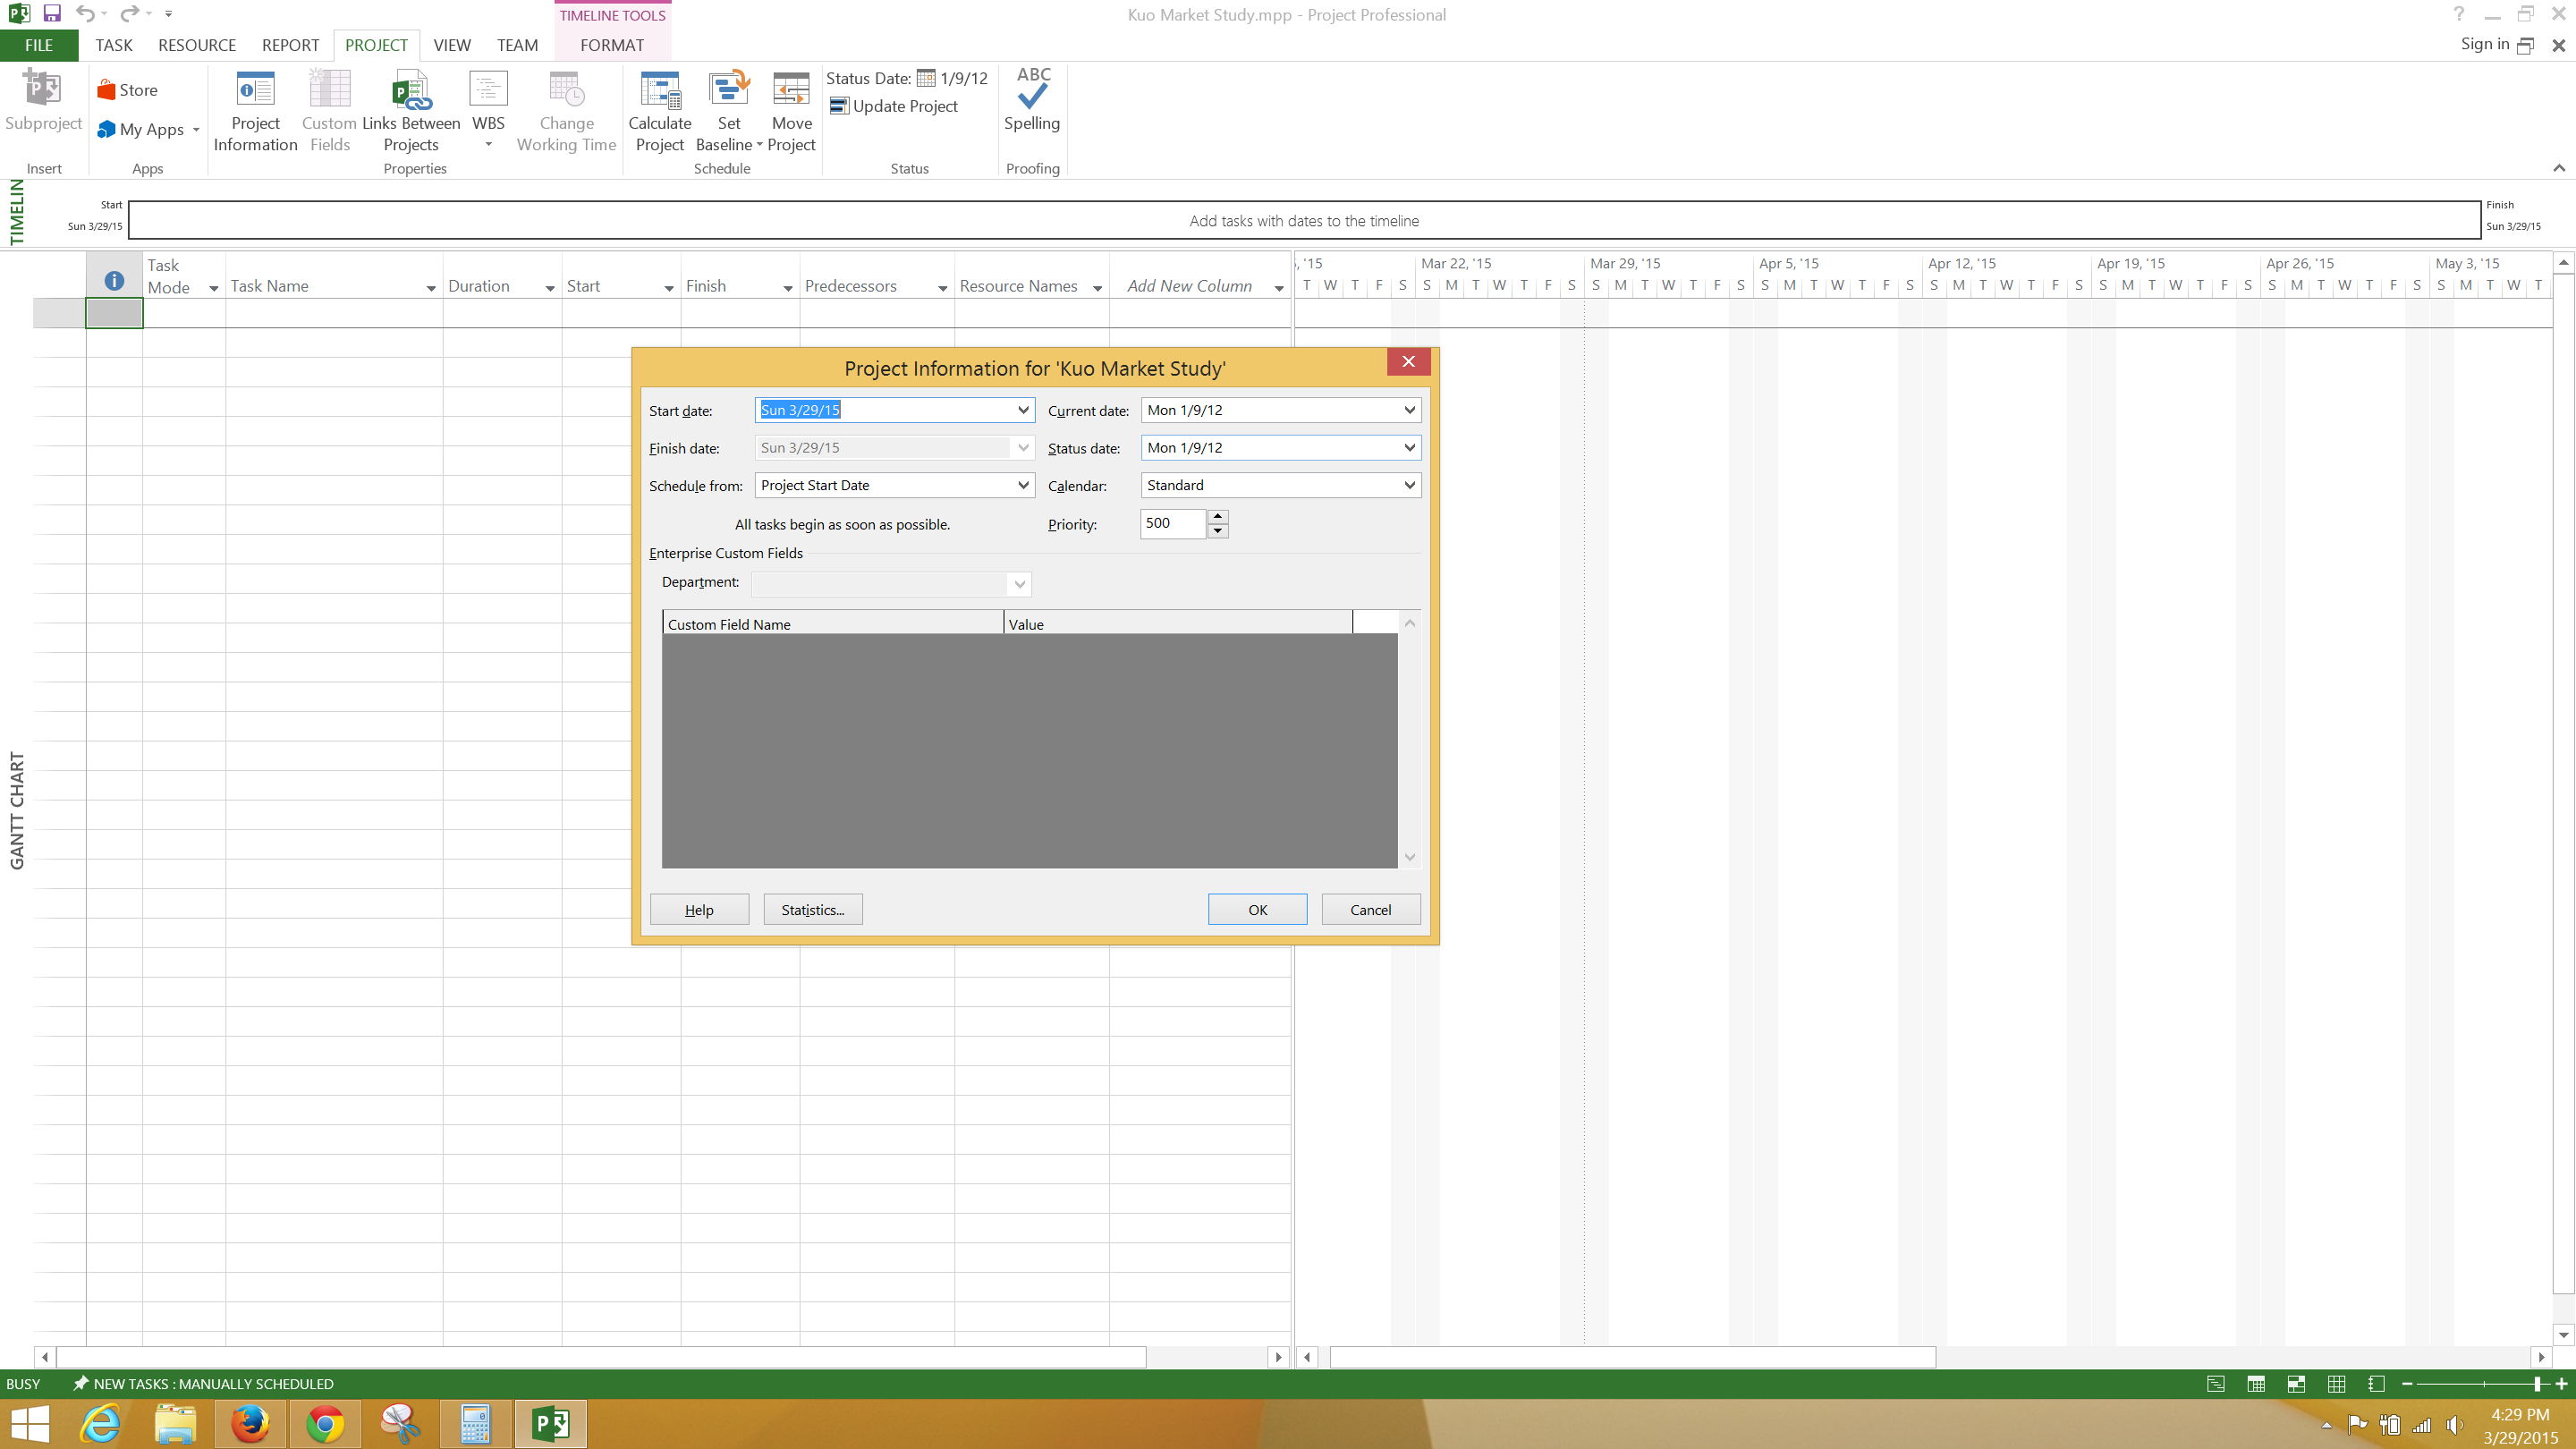 TIMELINE TOOLS
Kuo Market Study.mpp - Project Professional
?
FILE TASK RESOURCE REPORT PROJECT VIEW TEAM FORMAT
Sign in
Subproject
Store
My Apps
Project Information
Custom Fields
Links Between Projects
WBS
Change Working Time
Calculate Project
Set Baseline
Move Project
Status Date: 1/9/12
Update Project
ABC
Spelling
Insert Apps Properties Schedule Status Proofing
TIMELIN
Start
Sun 3/29/15
Add tasks with dates to the timeline
Finish
Sun 3/29/15
Task Mode Task Name Duration Start Finish Predecessors Resource Names Add New Column
, '15 Mar 22, '15 Mar 29, '15 Apr 5, '15 Apr 12, '15 Apr 19, '15 Apr 26, '15 May 3, '15
T W T F S S M T W T F S S M T W T F S S M T W T F S S M T W T F S S M T W T F S S M T W T F S S M T W T
GANTT CHART
Project Information for 'Kuo Market Study'
Start date: Sun 3/29/15 Current date: Mon 1/9/12
Finish date: Sun 3/29/15 Status date: Mon 1/9/12
Schedule from: Project Start Date Calendar: Standard
All tasks begin as soon as possible. Priority: 500
Enterprise Custom Fields
Department:
Custom Field Name Value
Help Statistics... OK Cancel
BUSY NEW TASKS : MANUALLY SCHEDULED
4:29 PM
3/29/2015